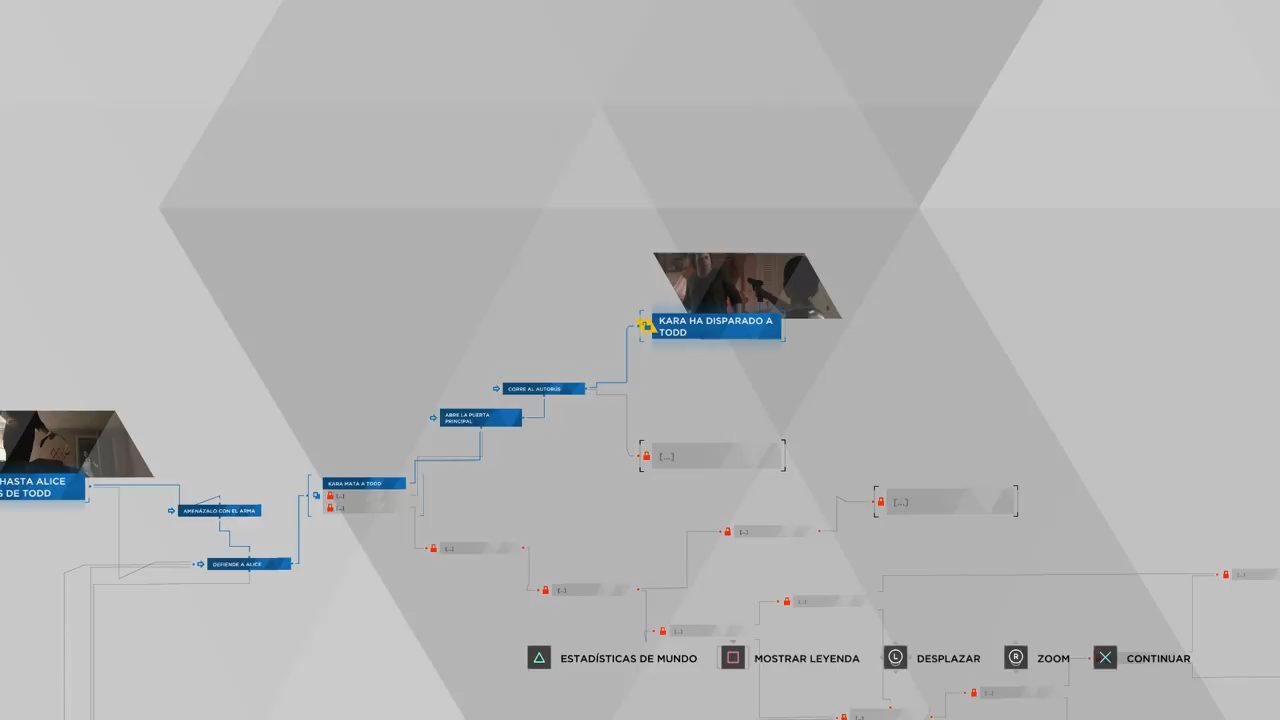 KARA HA DISPARADO A
TODD
CORRE AL AUTOBÚS
ABRE LA PUERTA
PRINCIPAL
[...]
HASTA ALICE
S DE TODD
KARA MATA A TODD
[...]
[...]
[...]
AMENÁZALO CON EL ARMA
[...]
[...]
DEFIENDE A ALICE
[...]
[...]
[...]
[...]
ESTADÍSTICAS DE MUNDO
MOSTRAR LEYENDA
L
DESPLAZAR
R
ZOOM
CONTINUAR
[...]
[...]